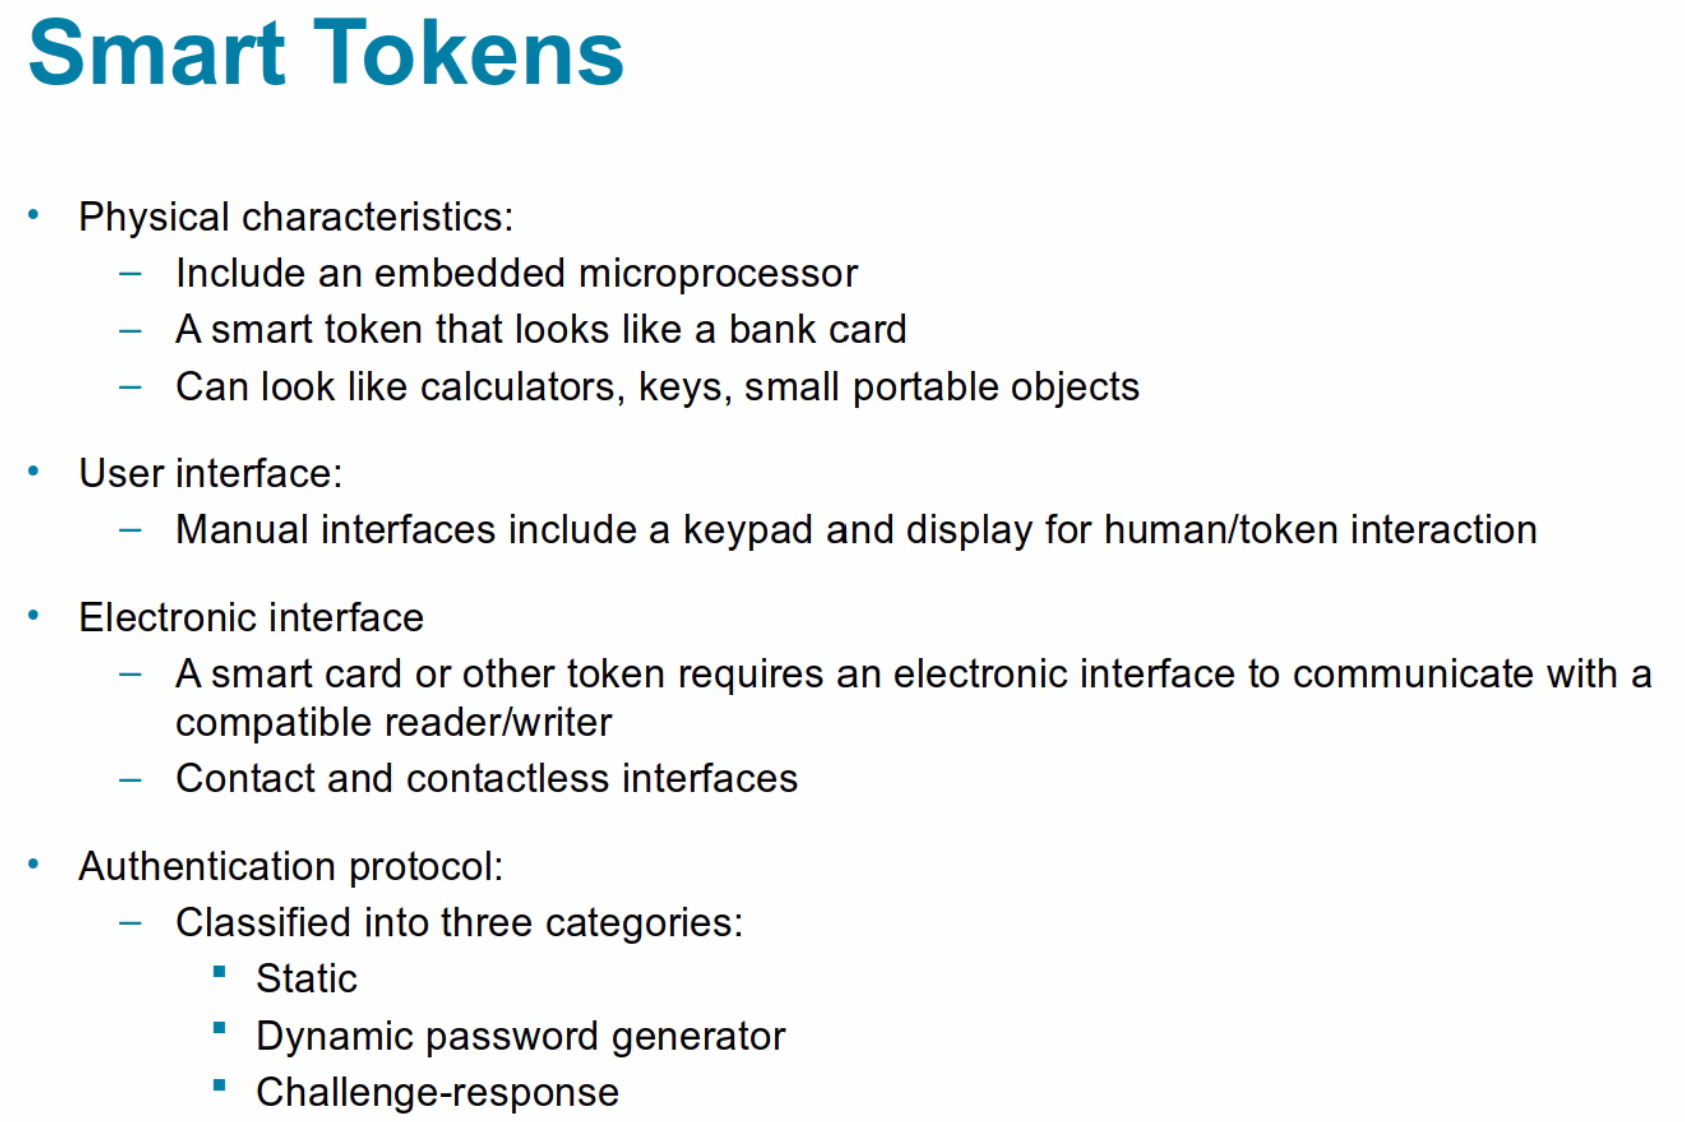 Smart Tokens
• Physical characteristics:
– Include an embedded microprocessor
– A smart token that looks like a bank card
– Can look like calculators, keys, small portable objects
• User interface:
– Manual interfaces include a keypad and display for human/token interaction
• Electronic interface
– A smart card or other token requires an electronic interface to communicate with a
compatible reader/writer
– Contact and contactless interfaces
• Authentication protocol:
– Classified into three categories:
▪ Static
▪ Dynamic password generator
▪ Challenge-response